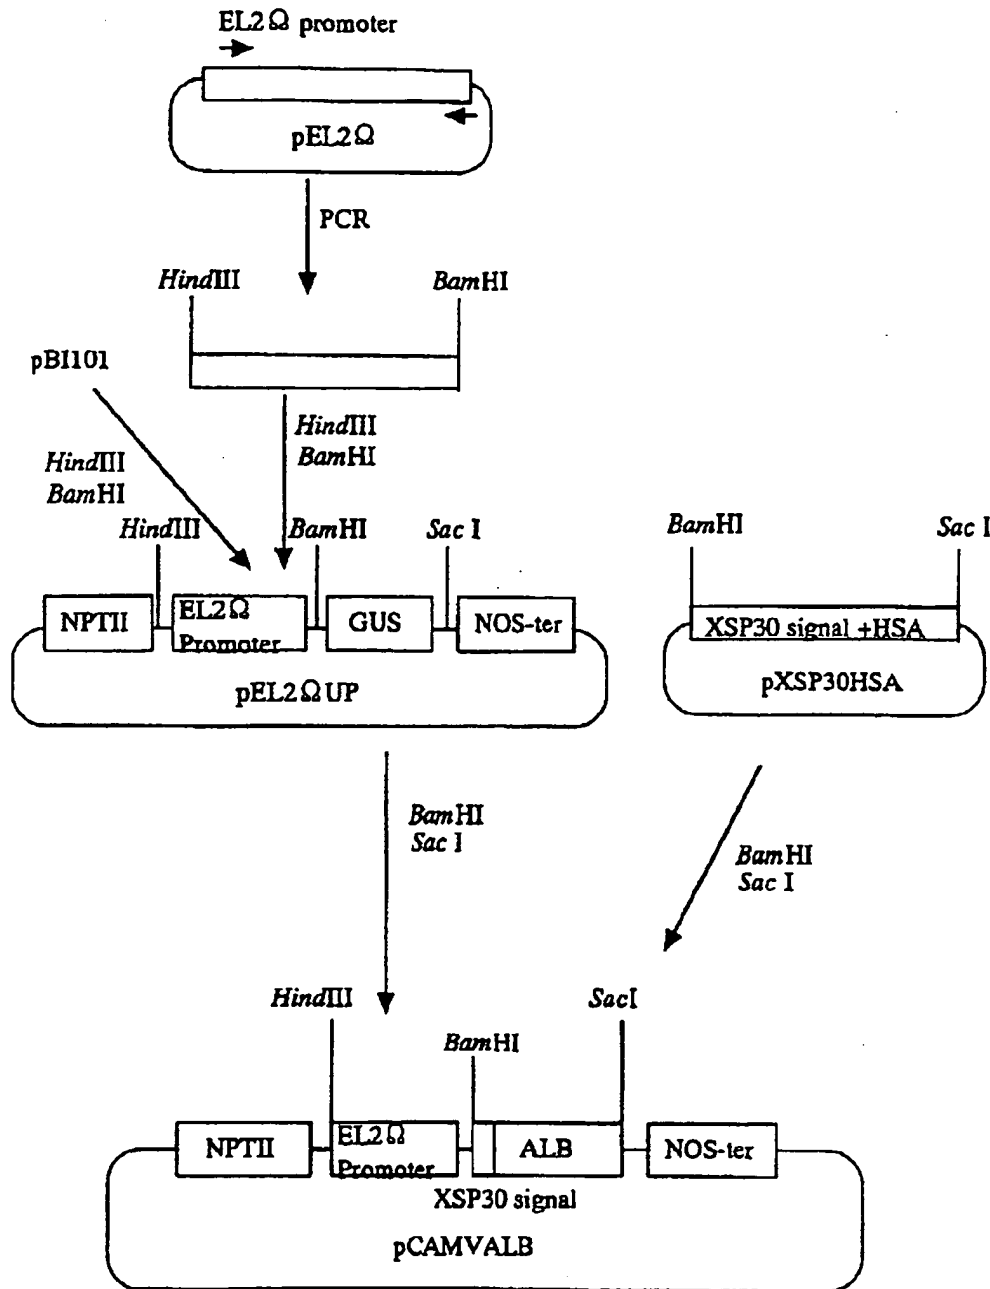 EL2Ω promoter
pEL2Ω
PCR
HindIII
BamHI
pBI101
HindIII
BamHI
HindIII
BamHI
HindIII
BamHI
Sac I
BamHI
Sac I
NPTII
EL2Ω
Promoter
GUS
NOS-ter
XSP30 signal +HSA
pEL2ΩUP
pXSP30HSA
BamHI
Sac I
BamHI
Sac I
HindIII
SacI
BamHI
NPTII
EL2Ω
Promoter
ALB
NOS-ter
XSP30 signal
pCAMVALB